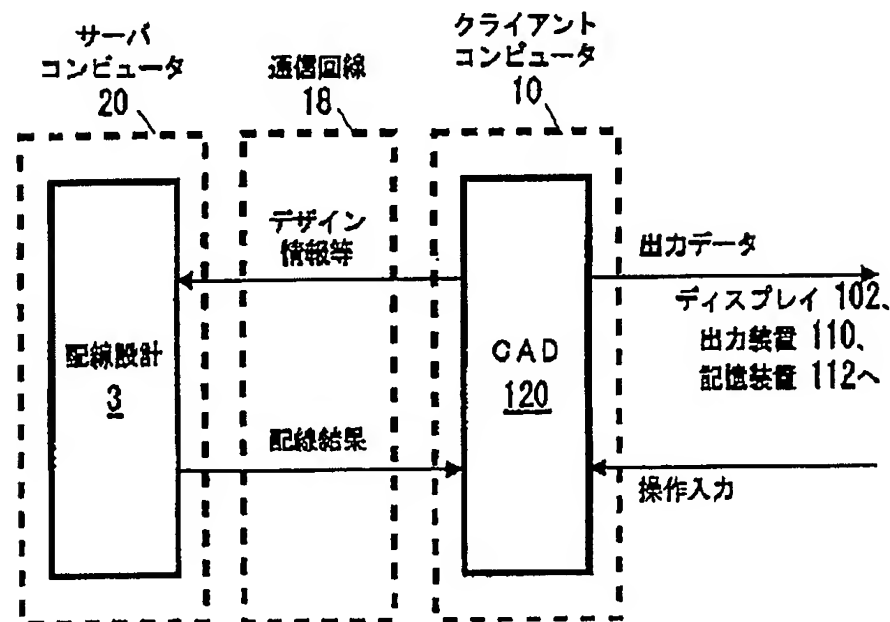 サーバ
コンピュータ
20
通信回線
18
クライアント
コンピュータ
10
デザイン
情報等
配線設計
3
配線結果
CAD
120
出力データ
ディスプレイ 102、
出力装置 110、
記憶装置 112へ
操作入力